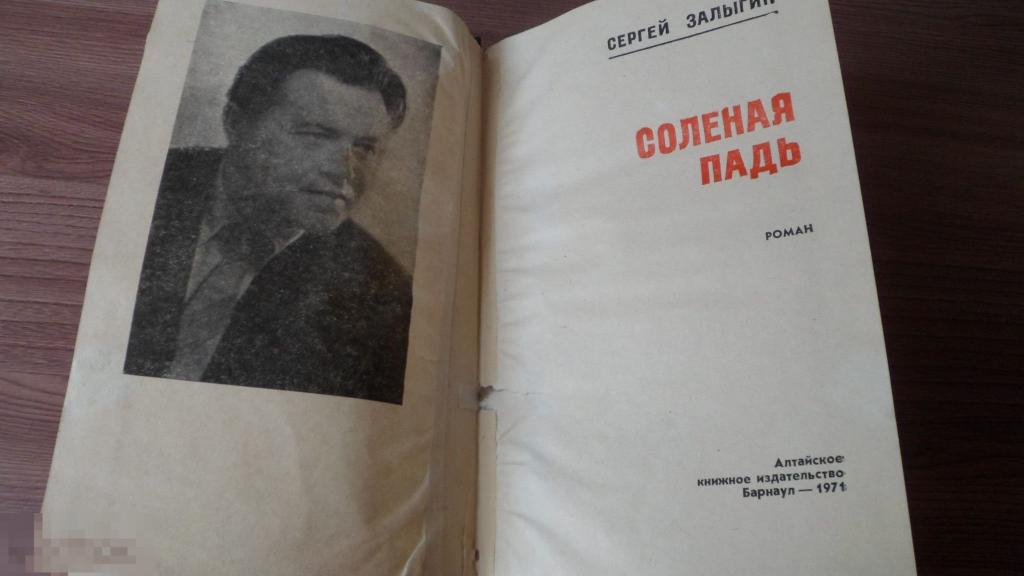 СЕРГЕЙ ЗАЛЫГИН
СОЛЕНАЯ
ПАДЬ
РОМАН
Алтайское
книжное издательство
Барнаул — 1971